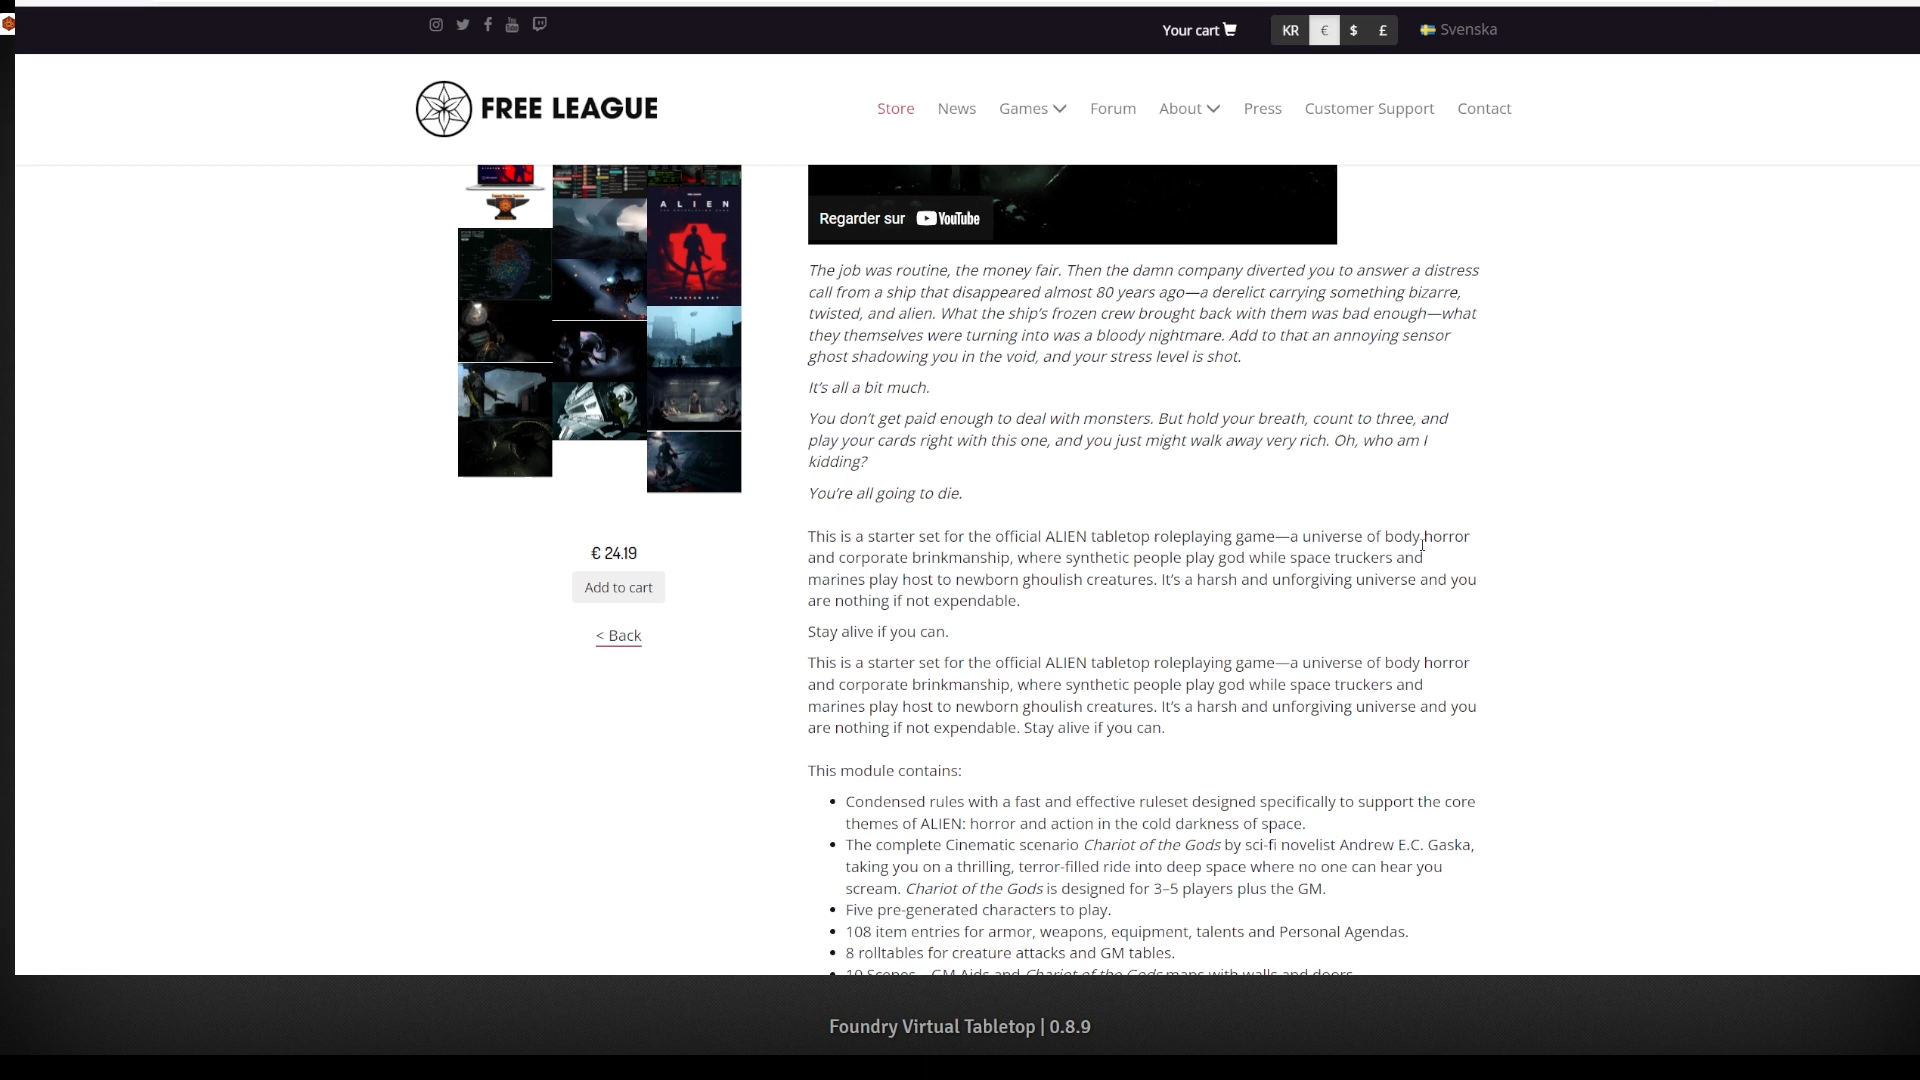 Your cart
KR € $ £
Svenska
FREE LEAGUE
Store News Games Forum About Press Customer Support Contact
ALIEN
STARTER SET
Regarder sur YouTube
The job was routine, the money fair. Then the damn company diverted you to answer a distress
call from a ship that disappeared almost 80 years ago—a derelict carrying something bizarre,
twisted, and alien. What the ship’s frozen crew brought back with them was bad enough—what
they themselves were turning into was a bloody nightmare. Add to that an annoying sensor
ghost shadowing you in the void, and your stress level is shot.
It’s all a bit much.
You don’t get paid enough to deal with monsters. But hold your breath, count to three, and
play your cards right with this one, and you just might walk away very rich. Oh, who am I
kidding?
You’re all going to die.
€ 24.19
Add to cart
< Back
This is a starter set for the official ALIEN tabletop roleplaying game—a universe of body horror
and corporate brinkmanship, where synthetic people play god while space truckers and
marines play host to newborn ghoulish creatures. It’s a harsh and unforgiving universe and you
are nothing if not expendable.
Stay alive if you can.
This is a starter set for the official ALIEN tabletop roleplaying game—a universe of body horror
and corporate brinkmanship, where synthetic people play god while space truckers and
marines play host to newborn ghoulish creatures. It’s a harsh and unforgiving universe and you
are nothing if not expendable. Stay alive if you can.
This module contains:
• Condensed rules with a fast and effective ruleset designed specifically to support the core
themes of ALIEN: horror and action in the cold darkness of space.
• The complete Cinematic scenario Chariot of the Gods by sci-fi novelist Andrew E.C. Gaska,
taking you on a thrilling, terror-filled ride into deep space where no one can hear you
scream. Chariot of the Gods is designed for 3–5 players plus the GM.
• Five pre-generated characters to play.
• 108 item entries for armor, weapons, equipment, talents and Personal Agendas.
• 8 rolltables for creature attacks and GM tables.
• 10 Scenes – GM Aids and Chariot of the Gods maps with walls and doors.
Foundry Virtual Tabletop | 0.8.9